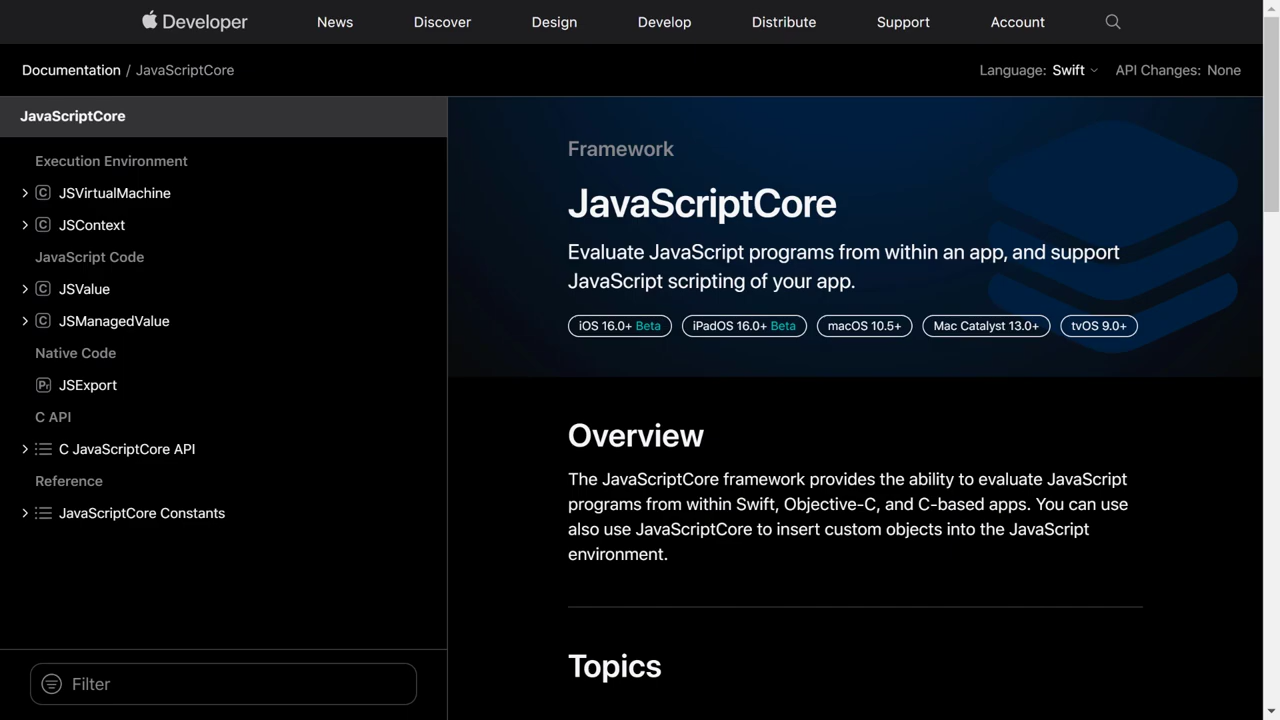 Developer
News
Discover
Design
Develop
Distribute
Support
Account
Documentation / JavaScriptCore
Language: Swift
API Changes: None
JavaScriptCore
Execution Environment
C JSVirtualMachine
C JSContext
JavaScript Code
C JSValue
C JSManagedValue
Native Code
Pr JSExport
C API
C JavaScriptCore API
Reference
JavaScriptCore Constants
Filter
Framework
JavaScriptCore
Evaluate JavaScript programs from within an app, and support
JavaScript scripting of your app.
iOS 16.0+ Beta
iPadOS 16.0+ Beta
macOS 10.5+
Mac Catalyst 13.0+
tvOS 9.0+
Overview
The JavaScriptCore framework provides the ability to evaluate JavaScript
programs from within Swift, Objective-C, and C-based apps. You can use
also use JavaScriptCore to insert custom objects into the JavaScript
environment.
Topics